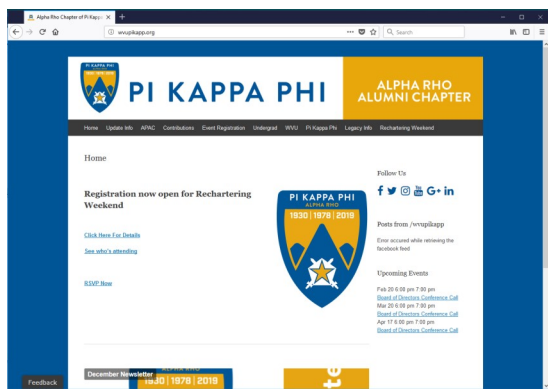 Alpha Rho Chapter of Pi Kappa
wvupikapp.org
Search
PI KAPPA PHI
PI KAPPA PHI
ALPHA RHO
ALUMNI CHAPTER
Home Update Info APAC Contributions Event Registration Undergrad WVU Pi Kappa Phi Legacy Info Rechartering Weekend
Home
Registration now open for Rechartering
Weekend
Click Here For Details
See who's attending
RSVP Now
PI KAPPA PHI
ALPHA RHO
1930 | 1978 | 2019
Follow Us
Posts from /wvupikapp
Error occured while retrieving the
facebook feed
Upcoming Events
Feb 20 6:00 pm 7:00 pm
Board of Directors Conference Call
Mar 20 6:00 pm 7:00 pm
Board of Directors Conference Call
Apr 17 6:00 pm 7:00 pm
Board of Directors Conference Call
December Newsletter
ALPHA RHO
1930 | 1978 | 2019
Feedback